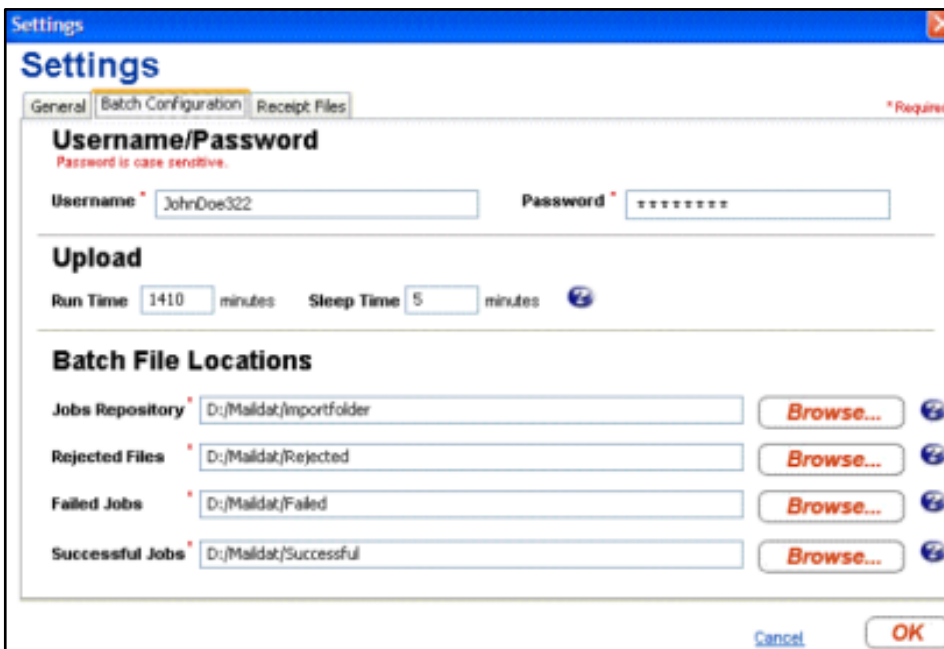 Settings
Settings
General Batch Configuration Receipt Files * Require
Username/Password
Password is case sensitive.
Username * JohnDoe322 Password * ********
Upload
Run Time 1410 minutes Sleep Time 5 minutes ?
Batch File Locations
Jobs Repository * D:/Maildat/importfolder Browse... ?
Rejected Files * D:/Maildat/Rejected Browse... ?
Failed Jobs * D:/Maildat/Failed Browse... ?
Successful Jobs * D:/Maildat/Successful Browse... ?
Cancel OK